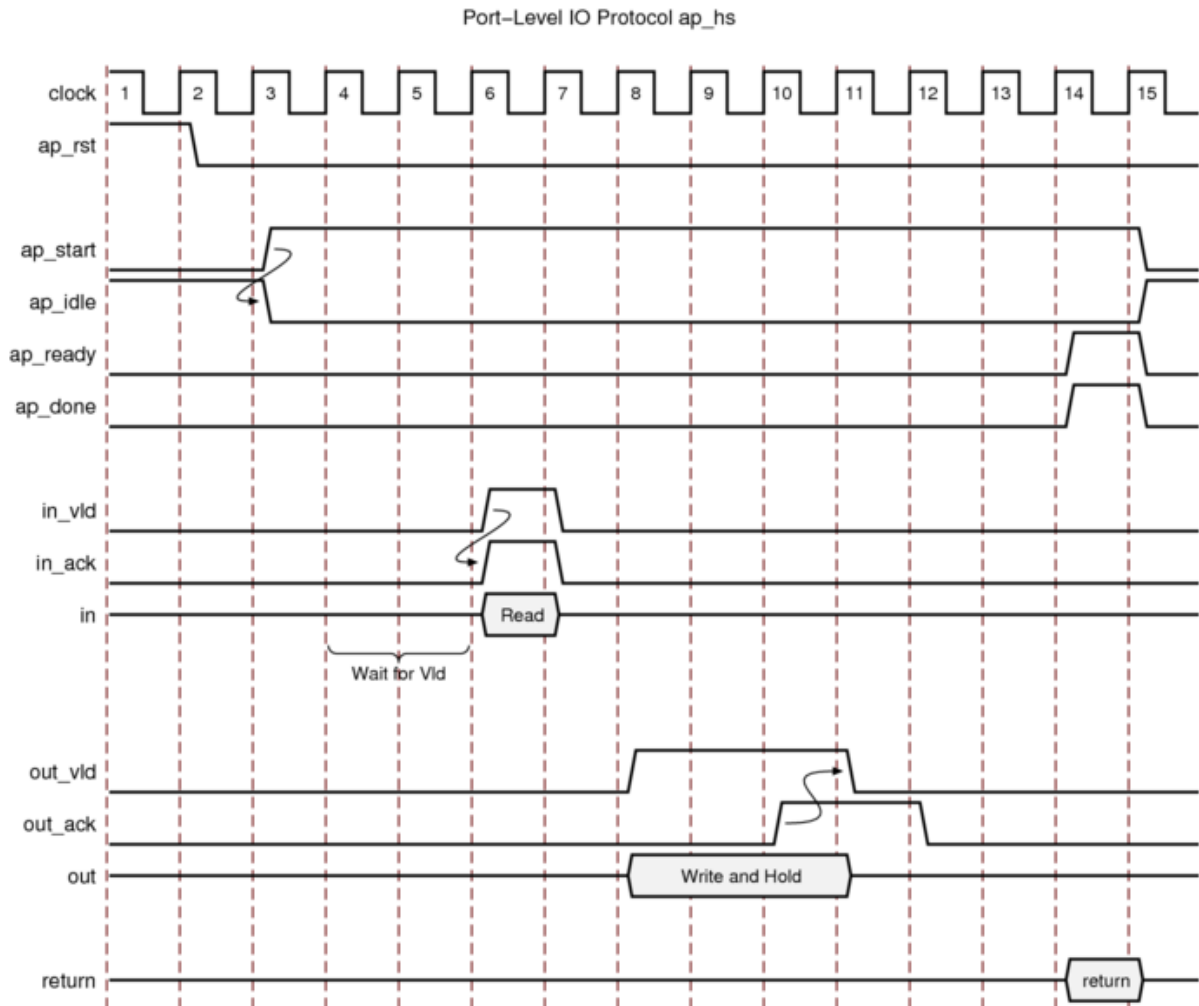 Port-Level IO Protocol ap_hs
clock 1 2 3 4 5 6 7 8 9 10 11 12 13 14 15
ap_rst
ap_start
ap_idle
ap_ready
ap_done
in_vld
in_ack
in Read
Wait for Vld
out_vld
out_ack
out Write and Hold
return return